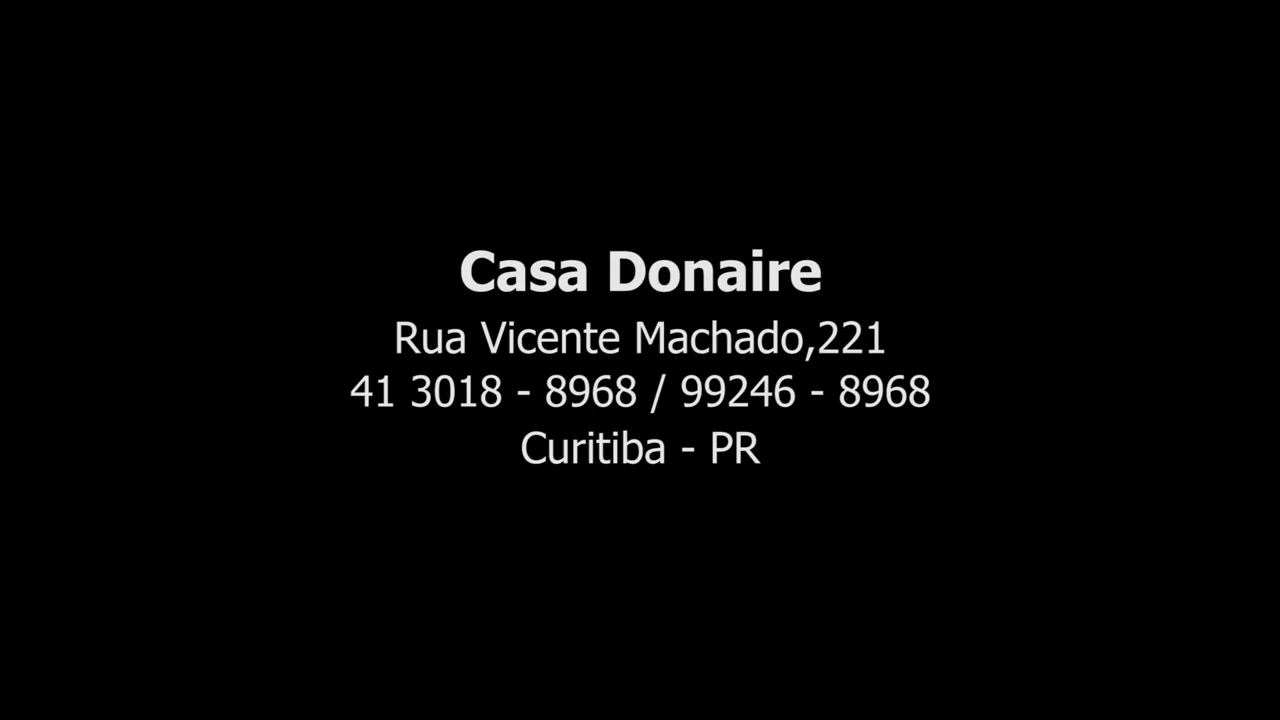 Casa Donaire
Rua Vicente Machado,221
41 3018 - 8968 / 99246 - 8968
Curitiba - PR